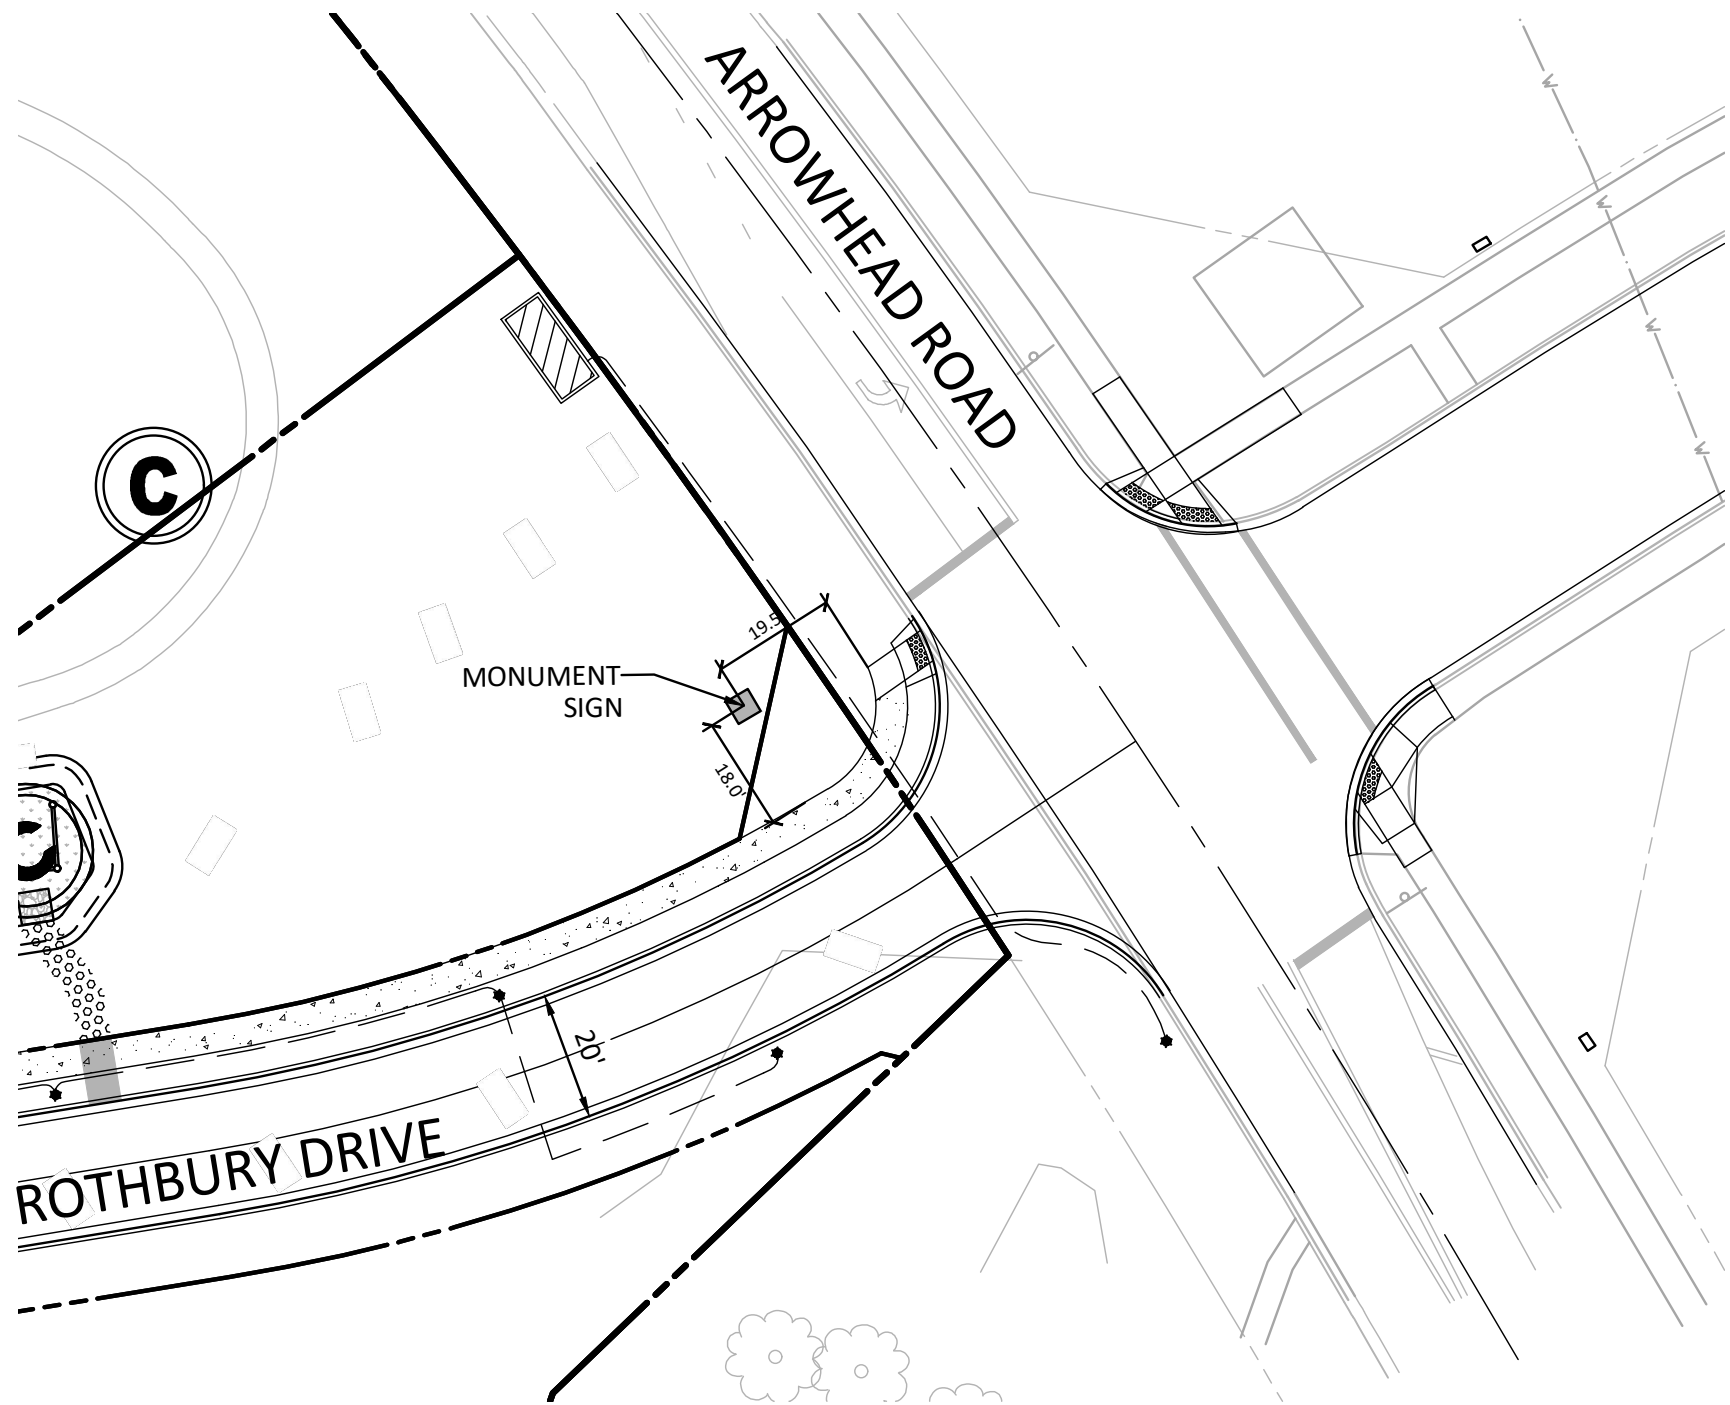 ARROWHEAD ROAD
C
19.5'
MONUMENT
SIGN
18.0'
C
20'
ROTHBURY DRIVE
W
W
W
W